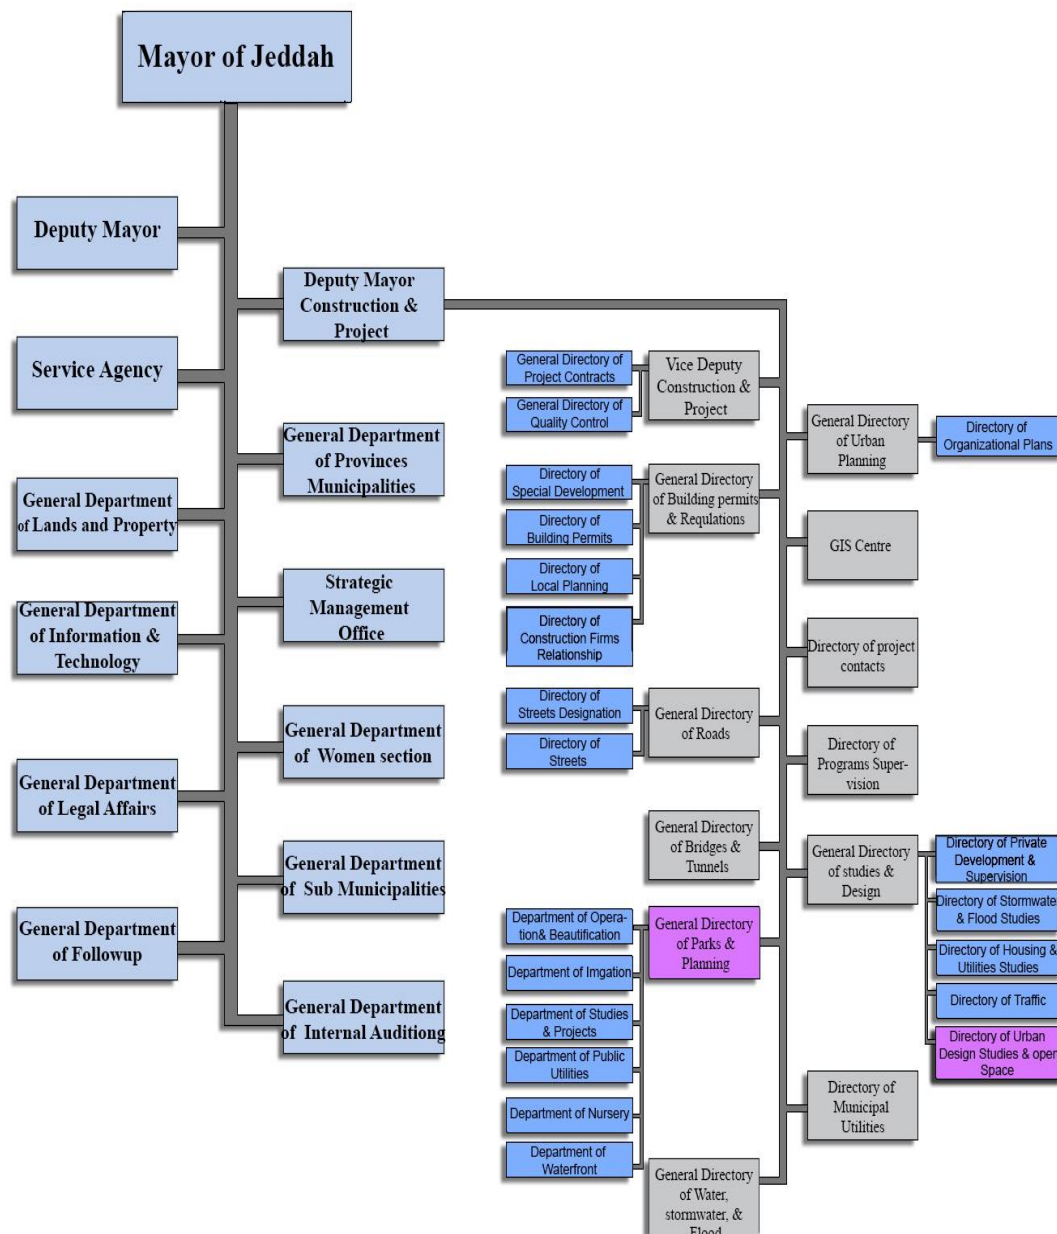 Mayor of Jeddah
Deputy Mayor
Service Agency
General Department
of Lands and Property
General Department
of Information &
Technology
General Department
of Legal Affairs
General Department
of Followup
Deputy Mayor
Construction &
Project
General Department
of Provinces
Municipalities
Strategic
Management
Office
General Department
of Women section
General Department
of Sub Municipalities
General Department
of Internal Auditiong
General Directory of
Project Contracts
General Directory of
Quality Control
Vice Deputy
Construction &
Project
Directory of
Special Development
Directory of
Building Permits
Directory of
Local Planning
Directory of
Construction Firms
Relationship
General Directory
of Building permits
& Requlations
Directory of
Streets Designation
Directory of
Streets
General Directory
of Roads
General Directory
of Bridges &
Tunnels
Department of Opera-
tion& Beautification
Department of Imgation
Department of Studies
& Projects
Department of Public
Utilities
Department of Nursery
Department of
Waterfront
General Directory
of Parks &
Planning
General Directory
of Water,
stormwater, &
Flood
General Directory
of Urban
Planning
Directory of
Organizational Plans
GIS Centre
Directory of project
contacts
Directory of
Programs Super-
vision
General Directory
of studies &
Design
Directory of Private
Development &
Supervision
Directory of Stormwater
& Flood Studies
Directory of Housing &
Utilities Studies
Directory of Traffic
Directory of Urban
Design Studies & open
Space
Directory of
Municipal
Utilities